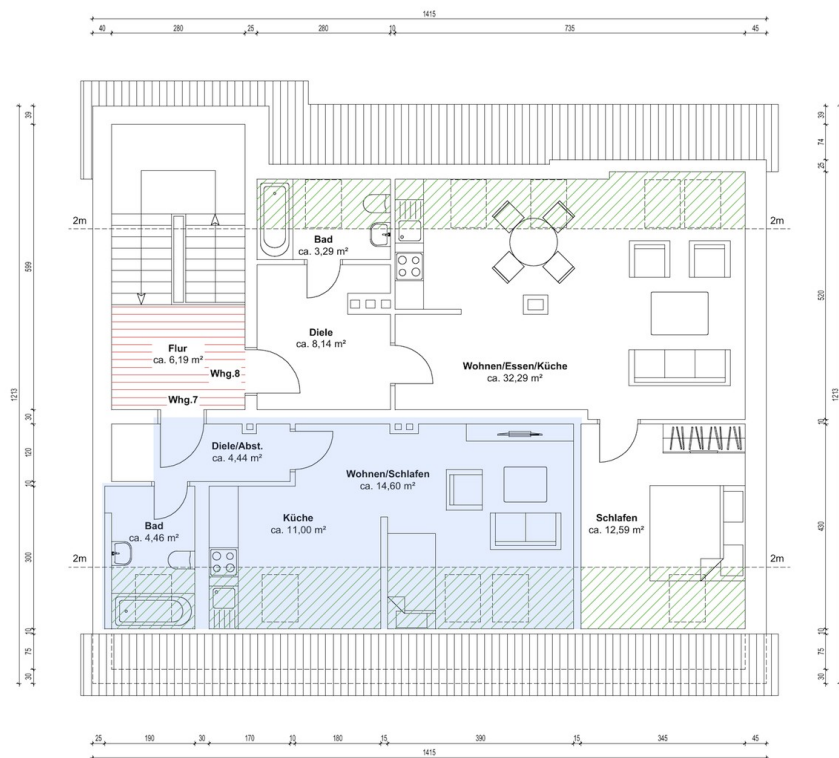 1415
40 280 25 280 10 735 45
39
599
1213
30
120
10
300
10
75
30
39
74
25
520
1213
10
430
10
75
30
2m
2m
Bad
ca. 3,29 m²
Diele
ca. 8,14 m²
Flur
ca. 6,19 m²
Whg.8
Whg.7
Wohnen/Essen/Küche
ca. 32,29 m²
Diele/Abst.
ca. 4,44 m²
Wohnen/Schlafen
ca. 14,60 m²
Küche
ca. 11,00 m²
Bad
ca. 4,46 m²
Schlafen
ca. 12,59 m²
2m
2m
25 190 30 170 10 180 15 390 15 345 45
1415